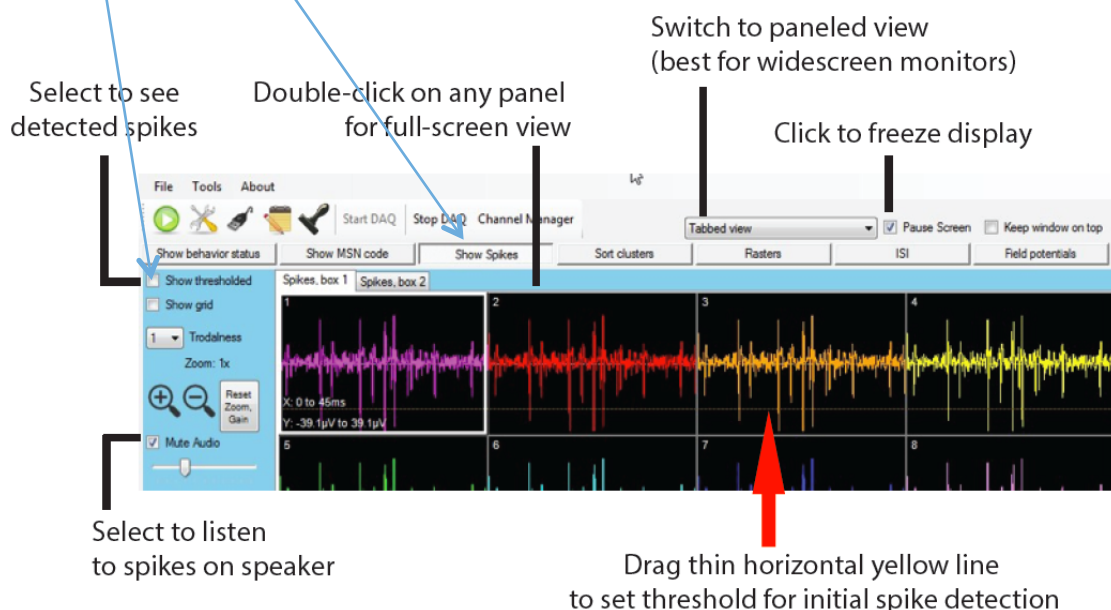 Switch to paneled view
(best for widescreen monitors)
Select to see
detected spikes
Double-click on any panel
for full-screen view
Click to freeze display
File Tools About
Start DAQ Stop DAQ Channel Manager
Tabbed view Pause Screen Keep window on top
Show behavior status Show MSN code Show Spikes Sort clusters Rasters ISI Field potentials
Show thresholded
Spikes, box 1 Spikes, box 2
Show grid
1 2 3 4
1 Trodalness
Zoom: 1x
Reset
Zoom,
Gain
X: 0 to 45ms
Y: -39.1µV to 39.1µV
Mute Audio
5 6 7 8
Select to listen
to spikes on speaker
Drag thin horizontal yellow line
to set threshold for initial spike detection